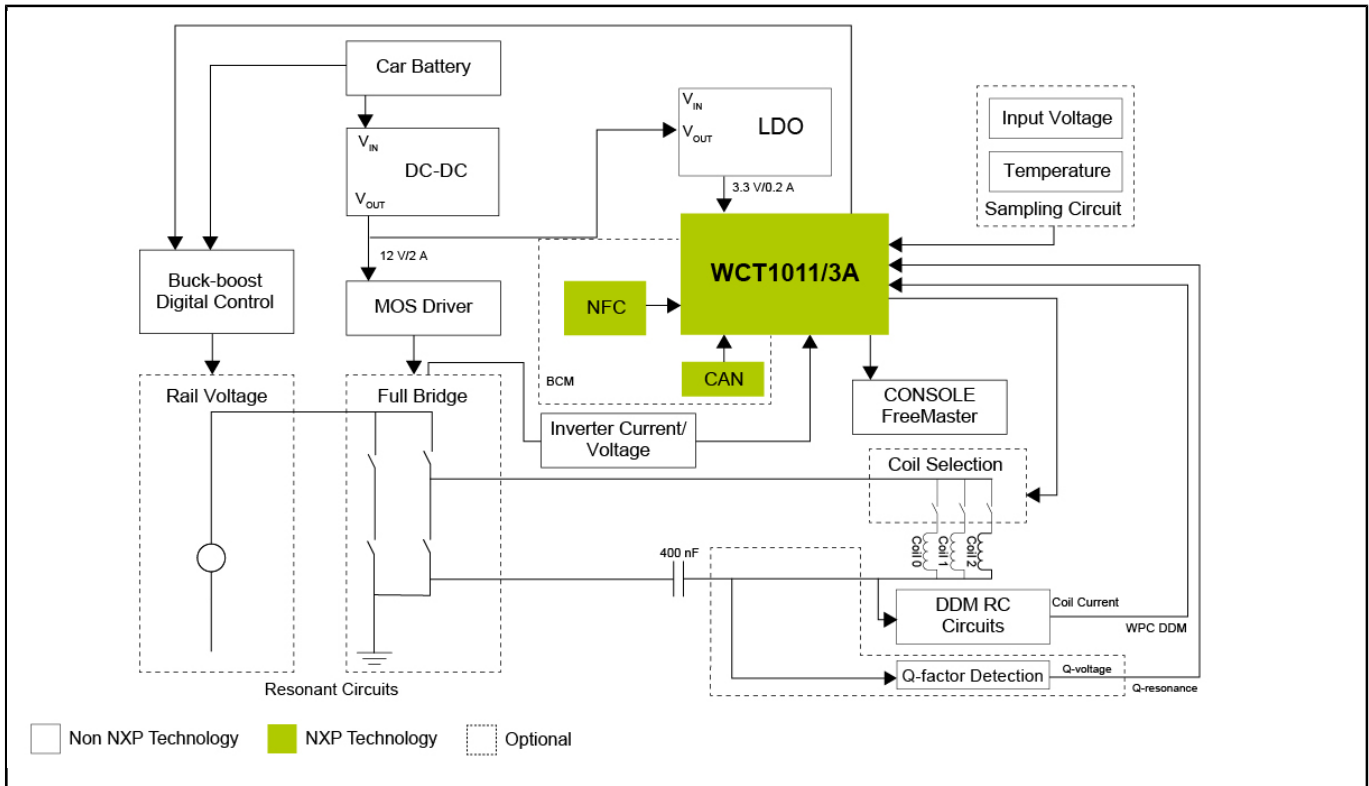 Car Battery
VIN
DC-DC
VOUT
VIN
LDO
VOUT
3.3 V/0.2 A
Input Voltage
Temperature
Sampling Circuit
12 V/2 A
Buck-boost
Digital Control
MOS Driver
WCT1011/3A
NFC
CAN
BCM
Rail Voltage
Full Bridge
Inverter Current/
Voltage
CONSOLE
FreeMaster
Coil Selection
Coil 0
Coil 1
Coil 2
400 nF
DDM RC
Circuits
Coil Current
WPC DDM
Q-factor Detection
Q-voltage
Q-resonance
Resonant Circuits
Non NXP Technology
NXP Technology
Optional